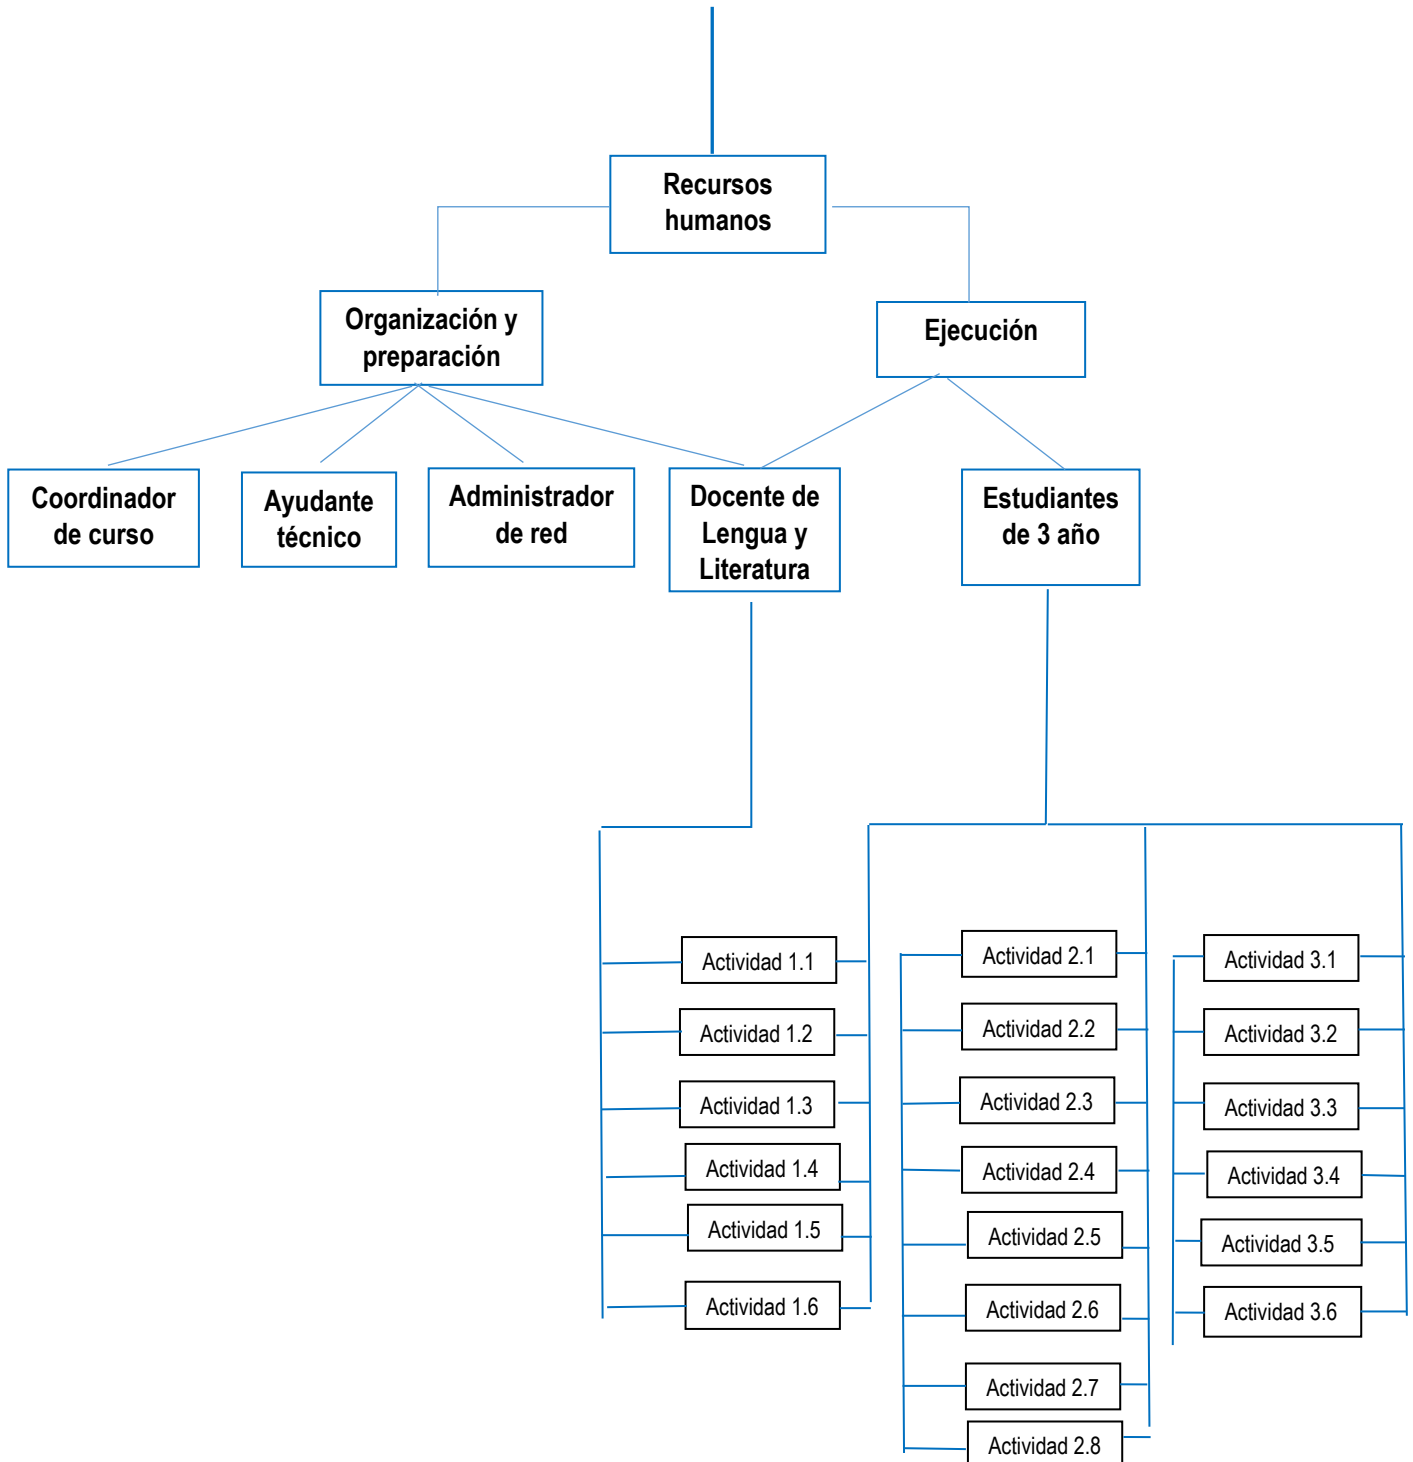 Recursos
humanos
Organización y
preparación
Ejecución
Coordinador
de curso
Ayudante
técnico
Administrador
de red
Docente de
Lengua y
Literatura
Estudiantes
de 3 año
Actividad 1.1
Actividad 1.2
Actividad 1.3
Actividad 1.4
Actividad 1.5
Actividad 1.6
Actividad 2.1
Actividad 2.2
Actividad 2.3
Actividad 2.4
Actividad 2.5
Actividad 2.6
Actividad 2.7
Actividad 2.8
Actividad 3.1
Actividad 3.2
Actividad 3.3
Actividad 3.4
Actividad 3.5
Actividad 3.6